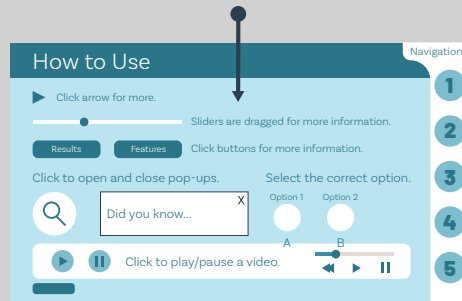 Navigation
How to Use
1
Click arrow for more.
2
Sliders are dragged for more information.
Results Features Click buttons for more information.
3
Click to open and close pop-ups. Select the correct option.
Option 1 Option 2
X
Did you know...
4
A B
Click to play/pause a video.
5